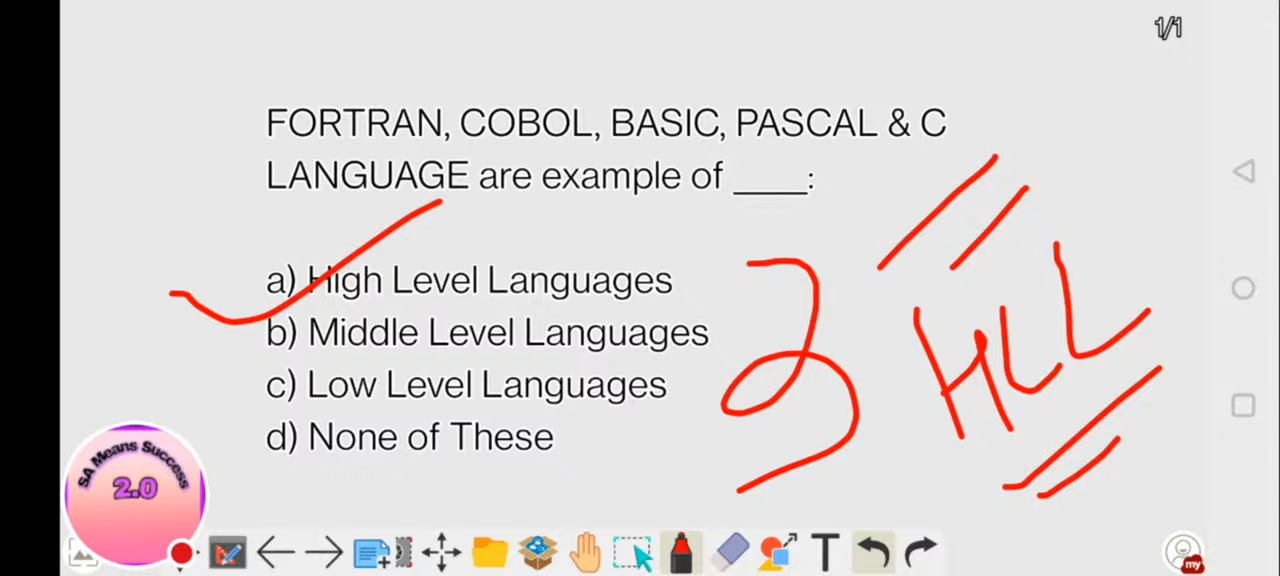 1/1
FORTRAN, COBOL, BASIC, PASCAL & C
LANGUAGE are example of ____:
a) High Level Languages
b) Middle Level Languages
c) Low Level Languages
d) None of These
HLL
SA Means Success
2.0
T
my